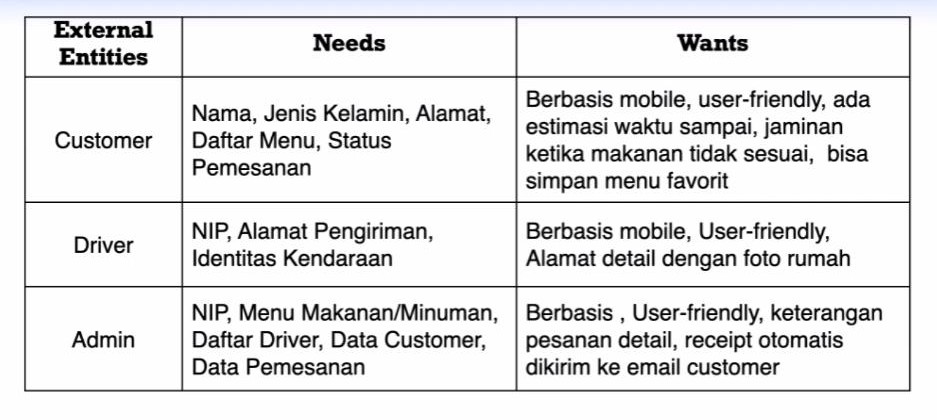 External
Entities
Needs
Wants
Customer
Nama, Jenis Kelamin, Alamat,
Daftar Menu, Status
Pemesanan
Berbasis mobile, user-friendly, ada
estimasi waktu sampai, jaminan
ketika makanan tidak sesuai,  bisa
simpan menu favorit
Driver
NIP, Alamat Pengiriman,
Identitas Kendaraan
Berbasis mobile, User-friendly,
Alamat detail dengan foto rumah
Admin
NIP, Menu Makanan/Minuman,
Daftar Driver, Data Customer,
Data Pemesanan
Berbasis , User-friendly, keterangan
pesanan detail, receipt otomatis
dikirim ke email customer